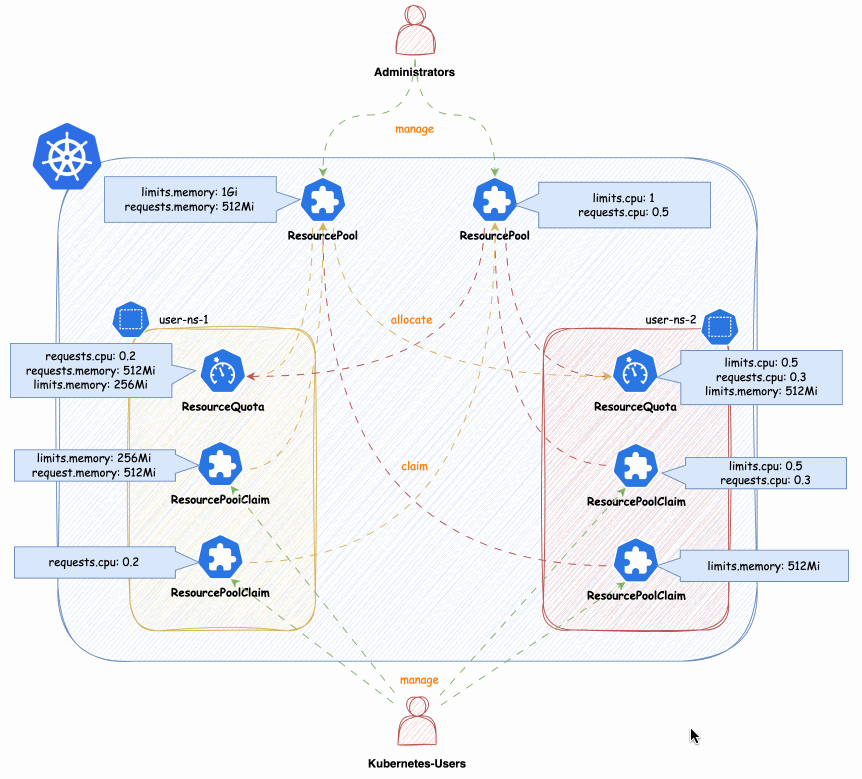 Administrators
manage
limits.memory: 1Gi
requests.memory: 512Mi
limits.cpu: 1
requests.cpu: 0.5
ResourcePool
ResourcePool
user-ns-1
allocate
user-ns-2
requests.cpu: 0.2
requests.memory: 512Mi
limits.memory: 256Mi
limits.cpu: 0.5
requests.cpu: 0.3
limits.memory: 512Mi
ResourceQuota
ResourceQuota
limits.memory: 256Mi
request.memory: 512Mi
claim
limits.cpu: 0.5
requests.cpu: 0.3
ResourcePoolClaim
ResourcePoolClaim
requests.cpu: 0.2
limits.memory: 512Mi
ResourcePoolClaim
ResourcePoolClaim
manage
Kubernetes-Users